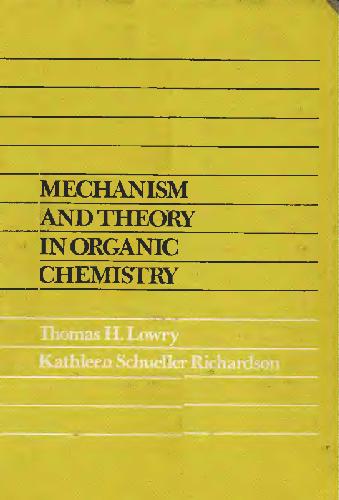 MECHANISM
AND THEORY
IN ORGANIC
CHEMISTRY
Thomas H. Lowry
Kathleen Schueller Richardson